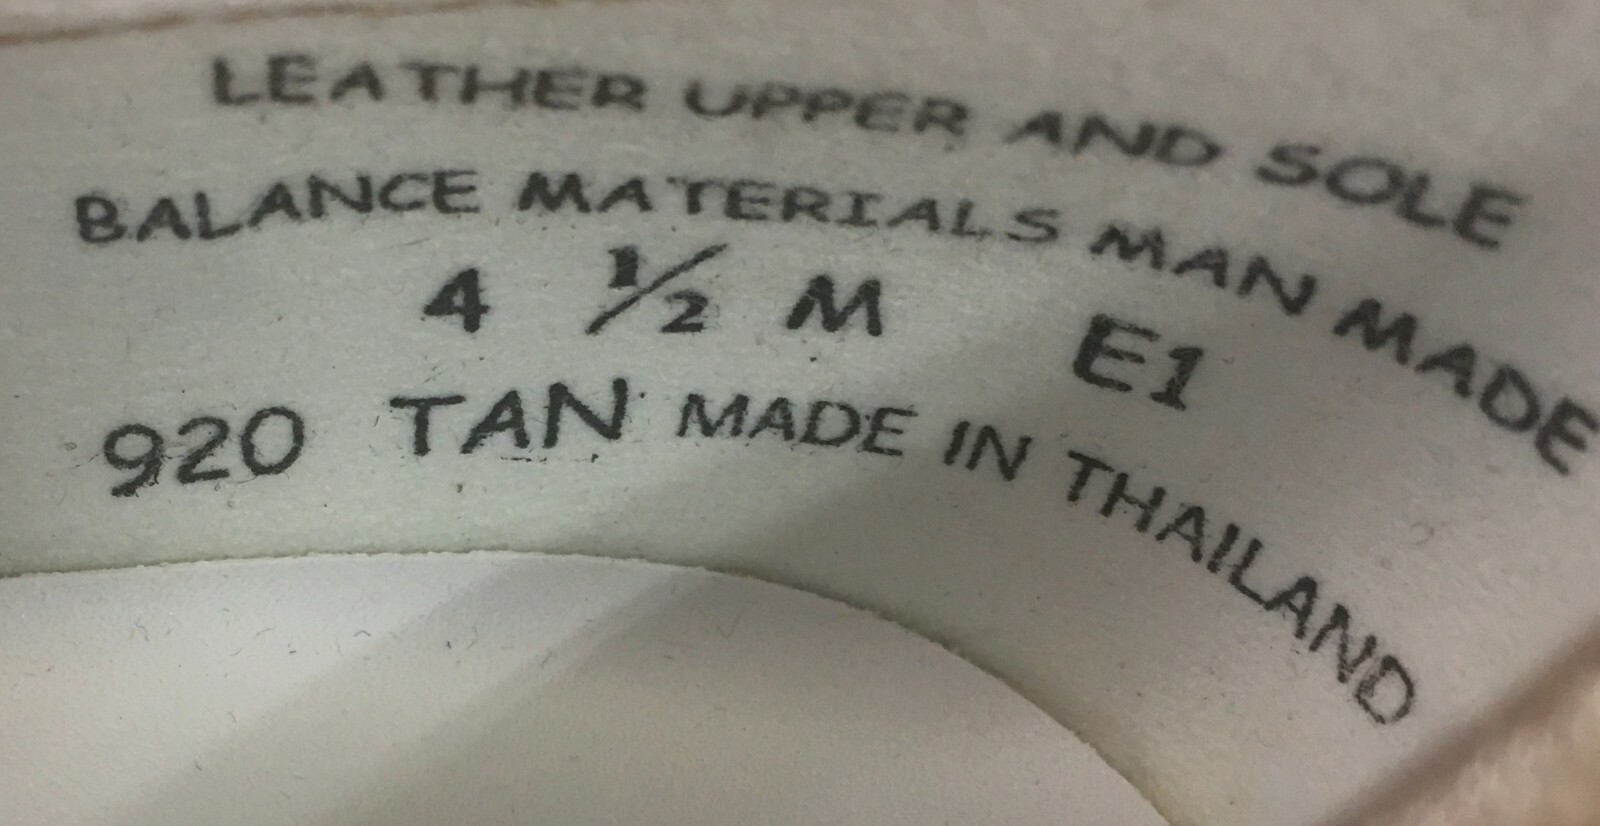 LEATHER UPPER AND SOLE
BALANCE MATERIALS MAN MADE
4 ½ M E1
920 TAN MADE IN THAILAND